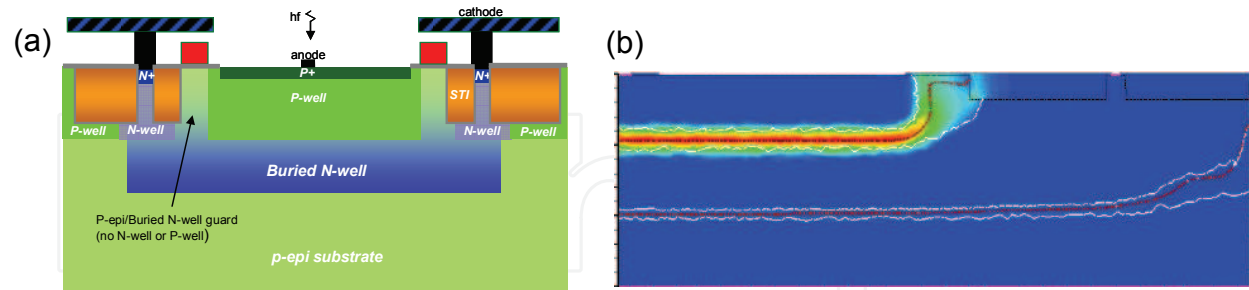 (a)
hf
cathode
anode
N+
P+
N+
P-well
STI
P-well
N-well
N-well
P-well
Buried N-well
P-epi/Buried N-well guard
(no N-well or P-well)
p-epi substrate
(b)